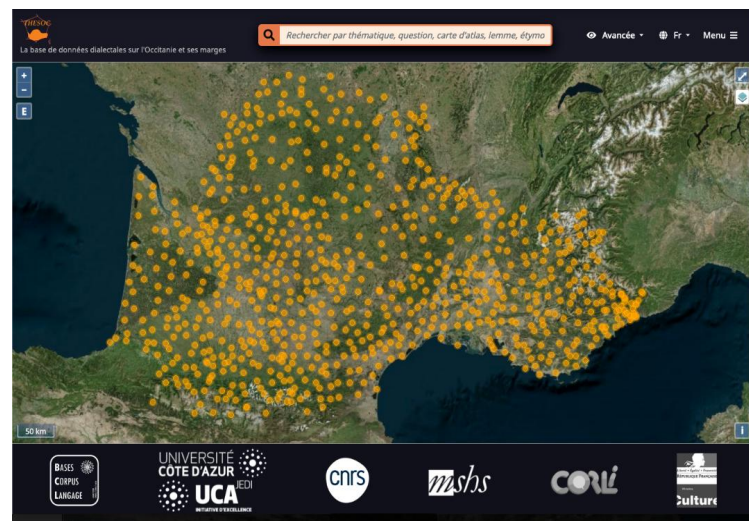 THESOC
La base de données dialectales sur l'Occitanie et ses marges
Rechercher par thématique, question, carte d'atlas, lemme, étymo
Avancée
Fr
Menu
+
−
E
50 km
i
BASES
CORPUS
LANGAGE
UNIVERSITÉ
CÔTE D'AZUR
UCA JEDI
INITIATIVE D'EXCELLENCE
cnrs
mshs
CORLI
RÉPUBLIQUE FRANÇAISE
Culture